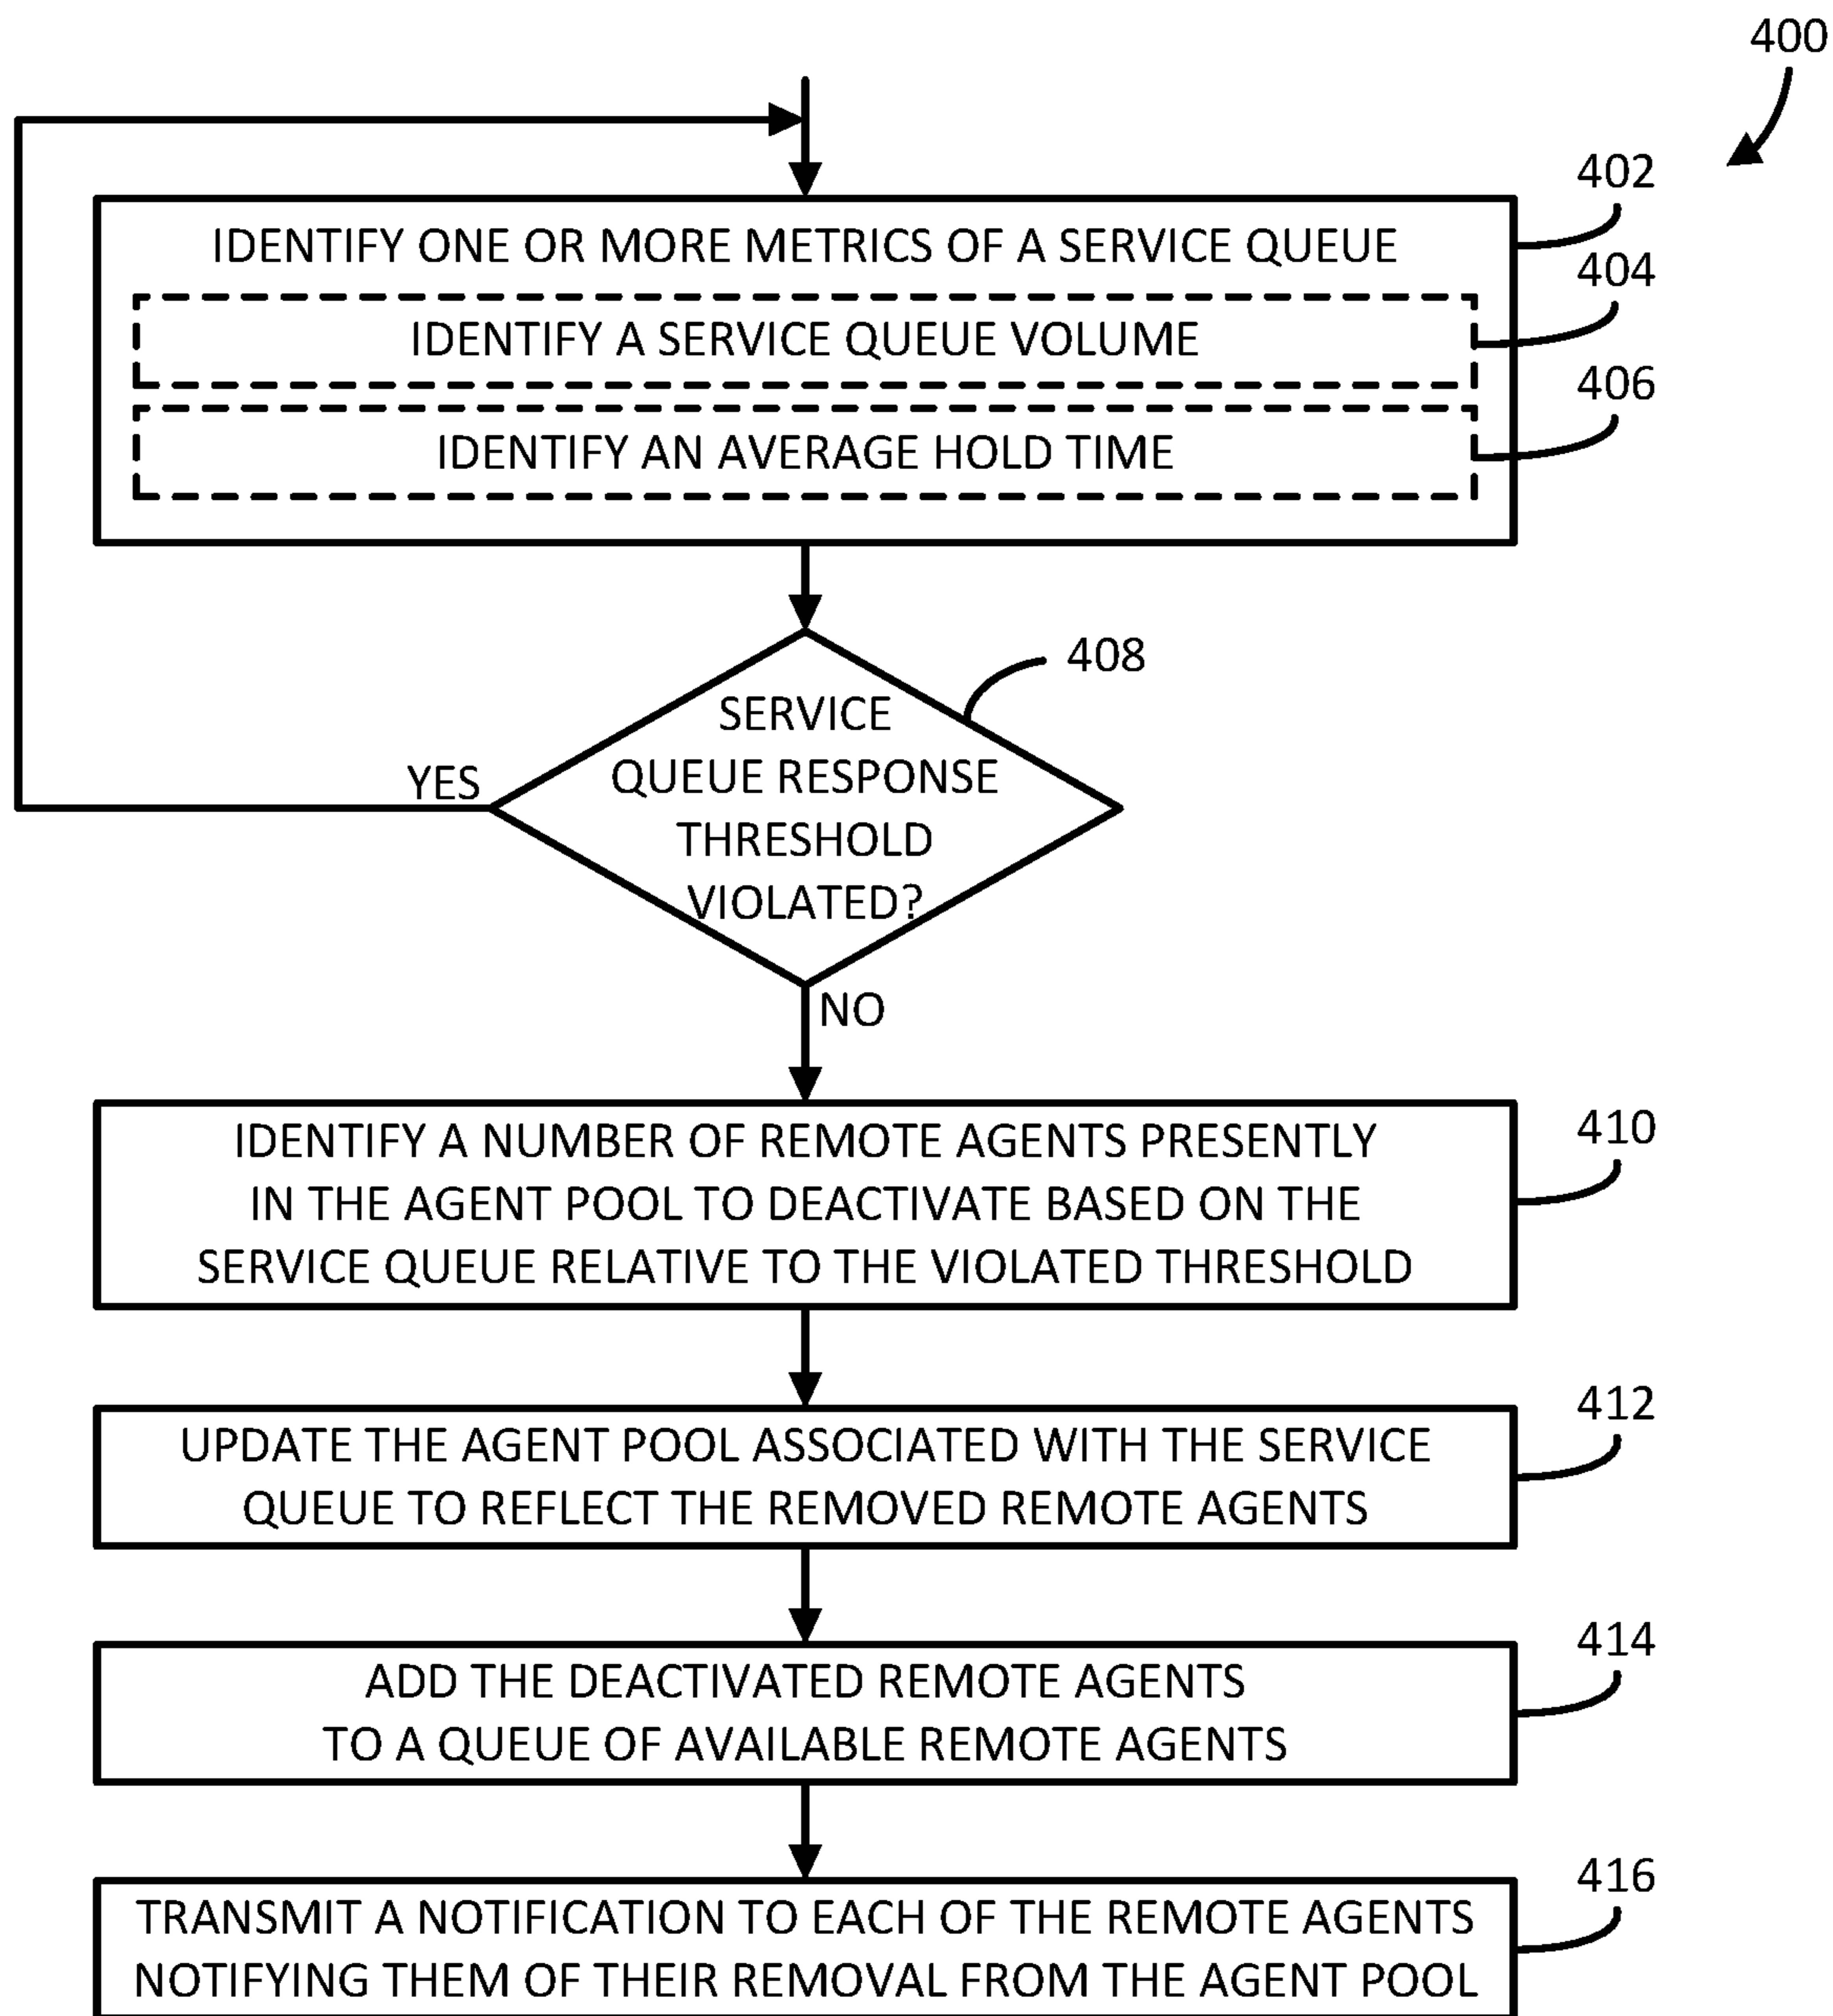 400
402
IDENTIFY ONE OR MORE METRICS OF A SERVICE QUEUE
404
IDENTIFY A SERVICE QUEUE VOLUME
406
IDENTIFY AN AVERAGE HOLD TIME
408
SERVICE
QUEUE RESPONSE
THRESHOLD
VIOLATED?
YES
NO
410
IDENTIFY A NUMBER OF REMOTE AGENTS PRESENTLY
IN THE AGENT POOL TO DEACTIVATE BASED ON THE
SERVICE QUEUE RELATIVE TO THE VIOLATED THRESHOLD
412
UPDATE THE AGENT POOL ASSOCIATED WITH THE SERVICE
QUEUE TO REFLECT THE REMOVED REMOTE AGENTS
414
ADD THE DEACTIVATED REMOTE AGENTS
TO A QUEUE OF AVAILABLE REMOTE AGENTS
416
TRANSMIT A NOTIFICATION TO EACH OF THE REMOTE AGENTS
NOTIFYING THEM OF THEIR REMOVAL FROM THE AGENT POOL